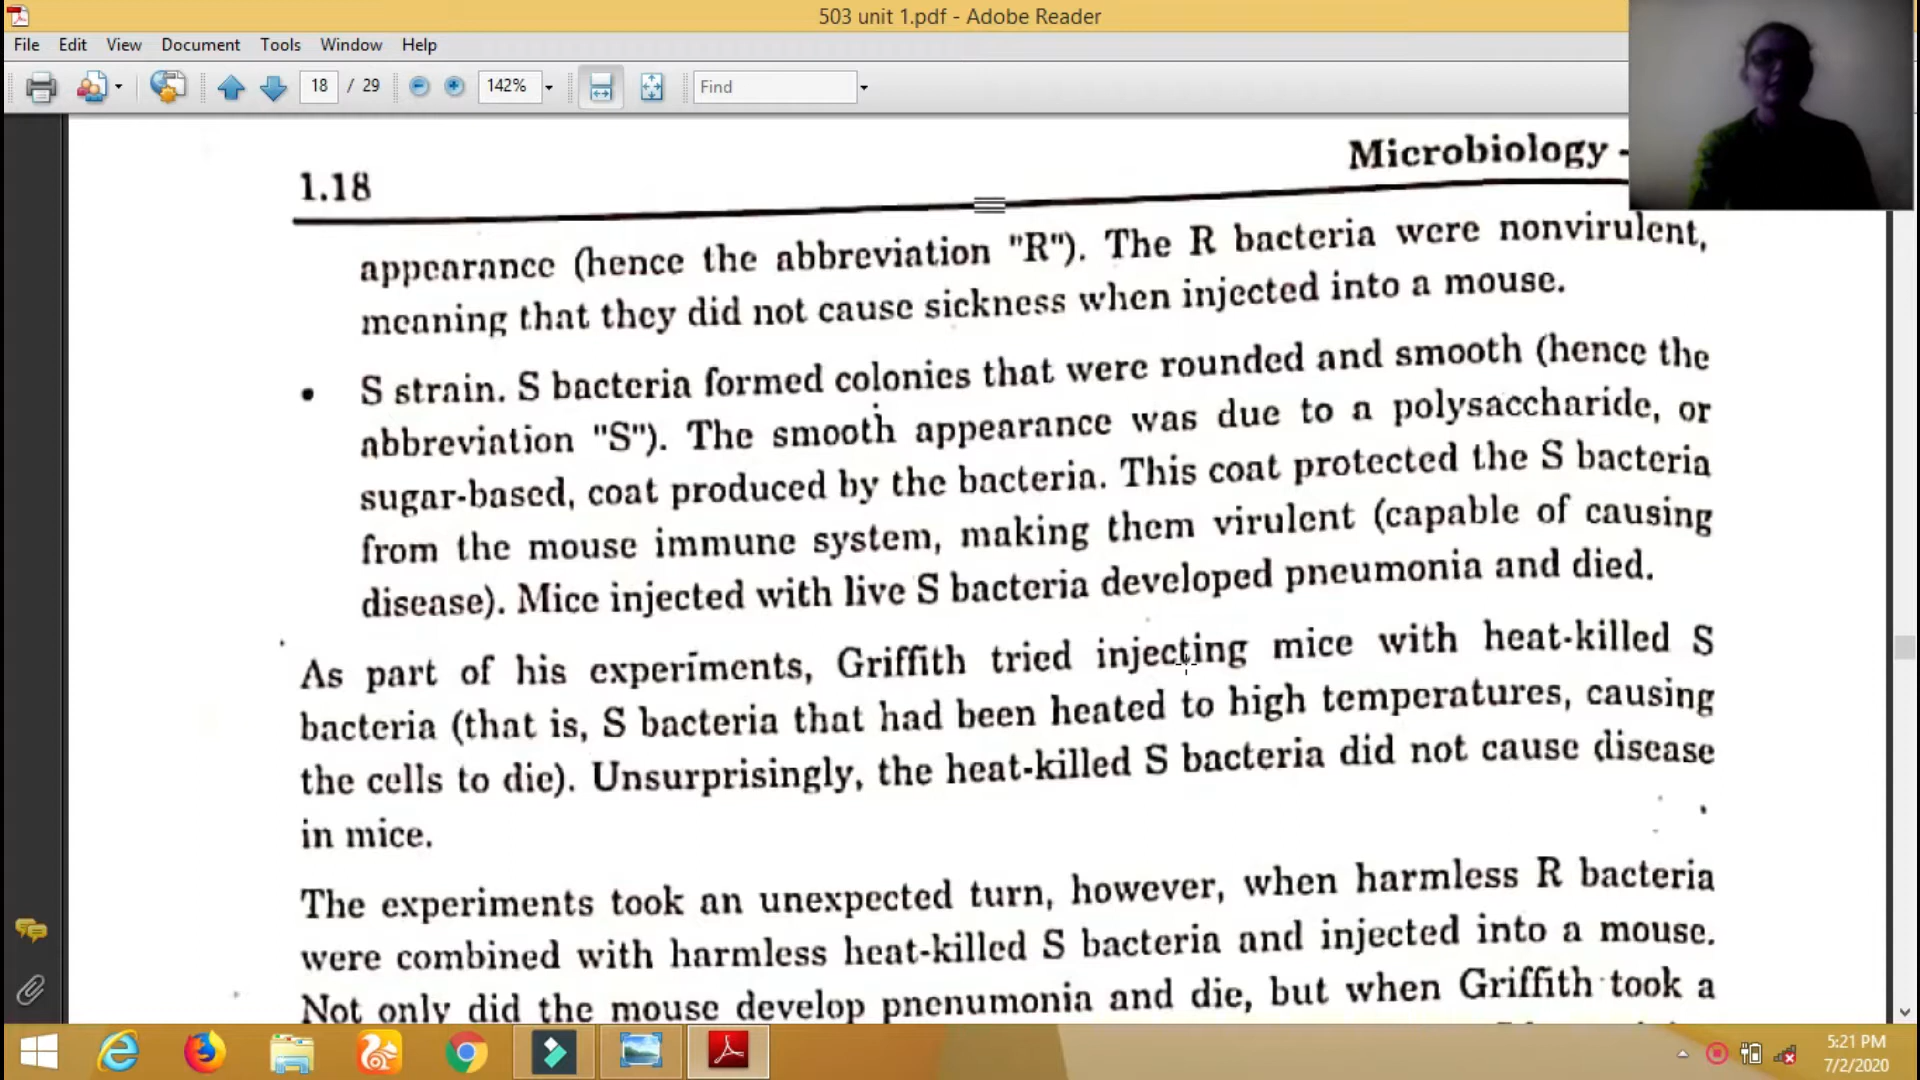 503 unit 1.pdf - Adobe Reader
File Edit View Document Tools Window Help
18 / 29 142% Find
Microbiology -
1.18
appearance (hence the abbreviation "R"). The R bacteria were nonvirulent,
meaning that they did not cause sickness when injected into a mouse.
• S strain. S bacteria formed colonies that were rounded and smooth (hence the
abbreviation "S"). The smooth appearance was due to a polysaccharide, or
sugar-based, coat produced by the bacteria. This coat protected the S bacteria
from the mouse immune system, making them virulent (capable of causing
disease). Mice injected with live S bacteria developed pneumonia and died.
As part of his experiments, Griffith tried injecting mice with heat-killed S
bacteria (that is, S bacteria that had been heated to high temperatures, causing
the cells to die). Unsurprisingly, the heat-killed S bacteria did not cause disease
in mice.
The experiments took an unexpected turn, however, when harmless R bacteria
were combined with harmless heat-killed S bacteria and injected into a mouse.
Not only did the mouse develop pnenumonia and die, but when Griffith took a
5:21 PM
7/2/2020